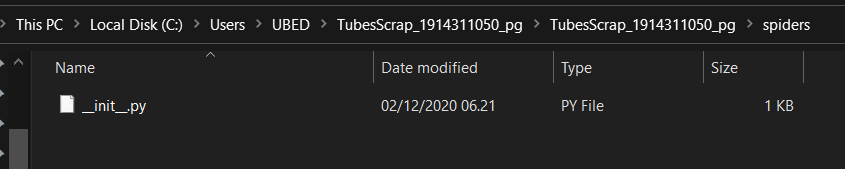 This PC > Local Disk (C:) > Users > UBED > TubesScrap_1914311050_pg > TubesScrap_1914311050_pg > spiders
Name Date modified Type Size
__init__.py 02/12/2020 06.21 PY File 1 KB